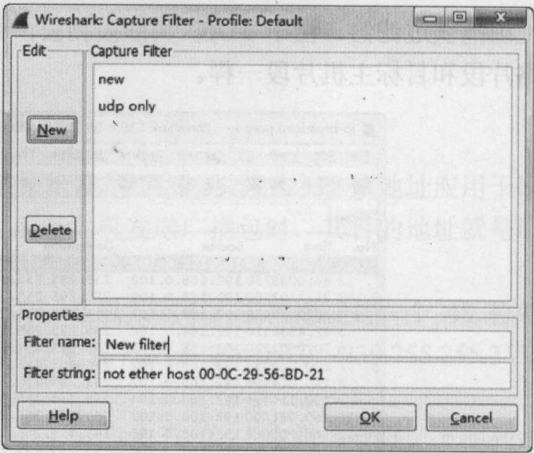 Wireshark: Capture Filter - Profile: Default
Edit
Capture Filter
new
udp only
New
Delete
Properties
Filter name: New filter
Filter string: not ether host 00-0C-29-56-BD-21
Help
OK
Cancel